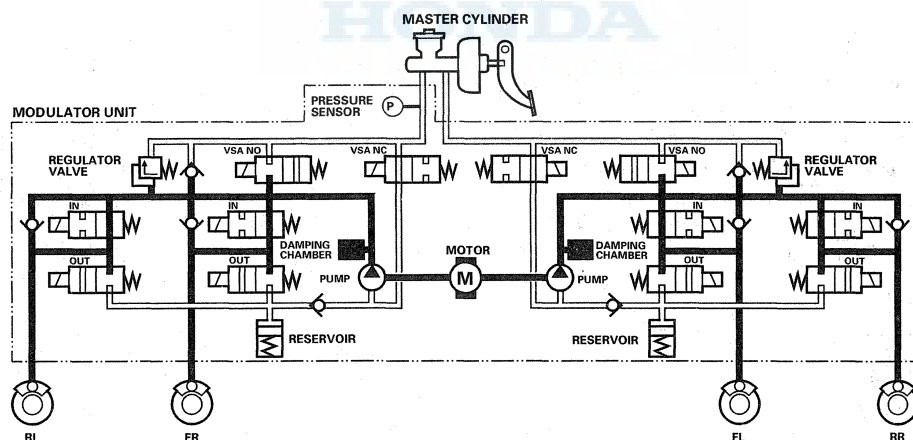 HONDA
MASTER CYLINDER
PRESSURE
SENSOR
P
MODULATOR UNIT
REGULATOR
VALVE
VSA NO
VSA NC
VSA NC
VSA NO
REGULATOR
VALVE
IN
IN
IN
IN
DAMPING
CHAMBER
MOTOR
DAMPING
CHAMBER
OUT
OUT
OUT
OUT
PUMP
M
PUMP
RESERVOIR
RESERVOIR
RL
FR
FL
RR